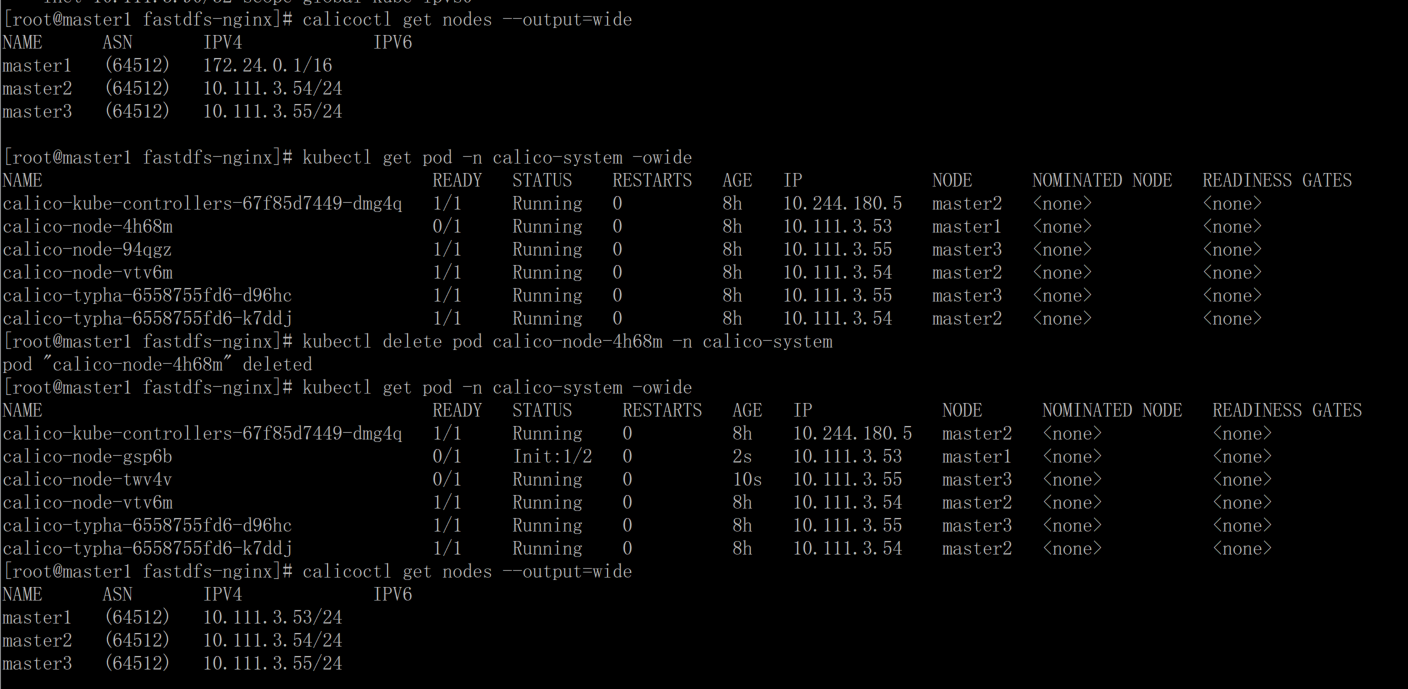 inet 10.111.3.90/32 scope global kube-ipvs0
[root@master1 fastdfs-nginx]# calicoctl get nodes --output=wide
NAME ASN IPV4 IPV6
master1 (64512) 172.24.0.1/16
master2 (64512) 10.111.3.54/24
master3 (64512) 10.111.3.55/24
[root@master1 fastdfs-nginx]# kubectl get pod -n calico-system -owide
NAME READY STATUS RESTARTS AGE IP NODE NOMINATED NODE READINESS GATES
calico-kube-controllers-67f85d7449-dmg4q 1/1 Running 0 8h 10.244.180.5 master2 <none> <none>
calico-node-4h68m 0/1 Running 0 8h 10.111.3.53 master1 <none> <none>
calico-node-94qgz 1/1 Running 0 8h 10.111.3.55 master3 <none> <none>
calico-node-vtv6m 1/1 Running 0 8h 10.111.3.54 master2 <none> <none>
calico-typha-6558755fd6-d96hc 1/1 Running 0 8h 10.111.3.55 master3 <none> <none>
calico-typha-6558755fd6-k7ddj 1/1 Running 0 8h 10.111.3.54 master2 <none> <none>
[root@master1 fastdfs-nginx]# kubectl delete pod calico-node-4h68m -n calico-system
pod "calico-node-4h68m" deleted
[root@master1 fastdfs-nginx]# kubectl get pod -n calico-system -owide
NAME READY STATUS RESTARTS AGE IP NODE NOMINATED NODE READINESS GATES
calico-kube-controllers-67f85d7449-dmg4q 1/1 Running 0 8h 10.244.180.5 master2 <none> <none>
calico-node-gsp6b 0/1 Init:1/2 0 2s 10.111.3.53 master1 <none> <none>
calico-node-twv4v 0/1 Running 0 10s 10.111.3.55 master3 <none> <none>
calico-node-vtv6m 1/1 Running 0 8h 10.111.3.54 master2 <none> <none>
calico-typha-6558755fd6-d96hc 1/1 Running 0 8h 10.111.3.55 master3 <none> <none>
calico-typha-6558755fd6-k7ddj 1/1 Running 0 8h 10.111.3.54 master2 <none> <none>
[root@master1 fastdfs-nginx]# calicoctl get nodes --output=wide
NAME ASN IPV4 IPV6
master1 (64512) 10.111.3.53/24
master2 (64512) 10.111.3.54/24
master3 (64512) 10.111.3.55/24